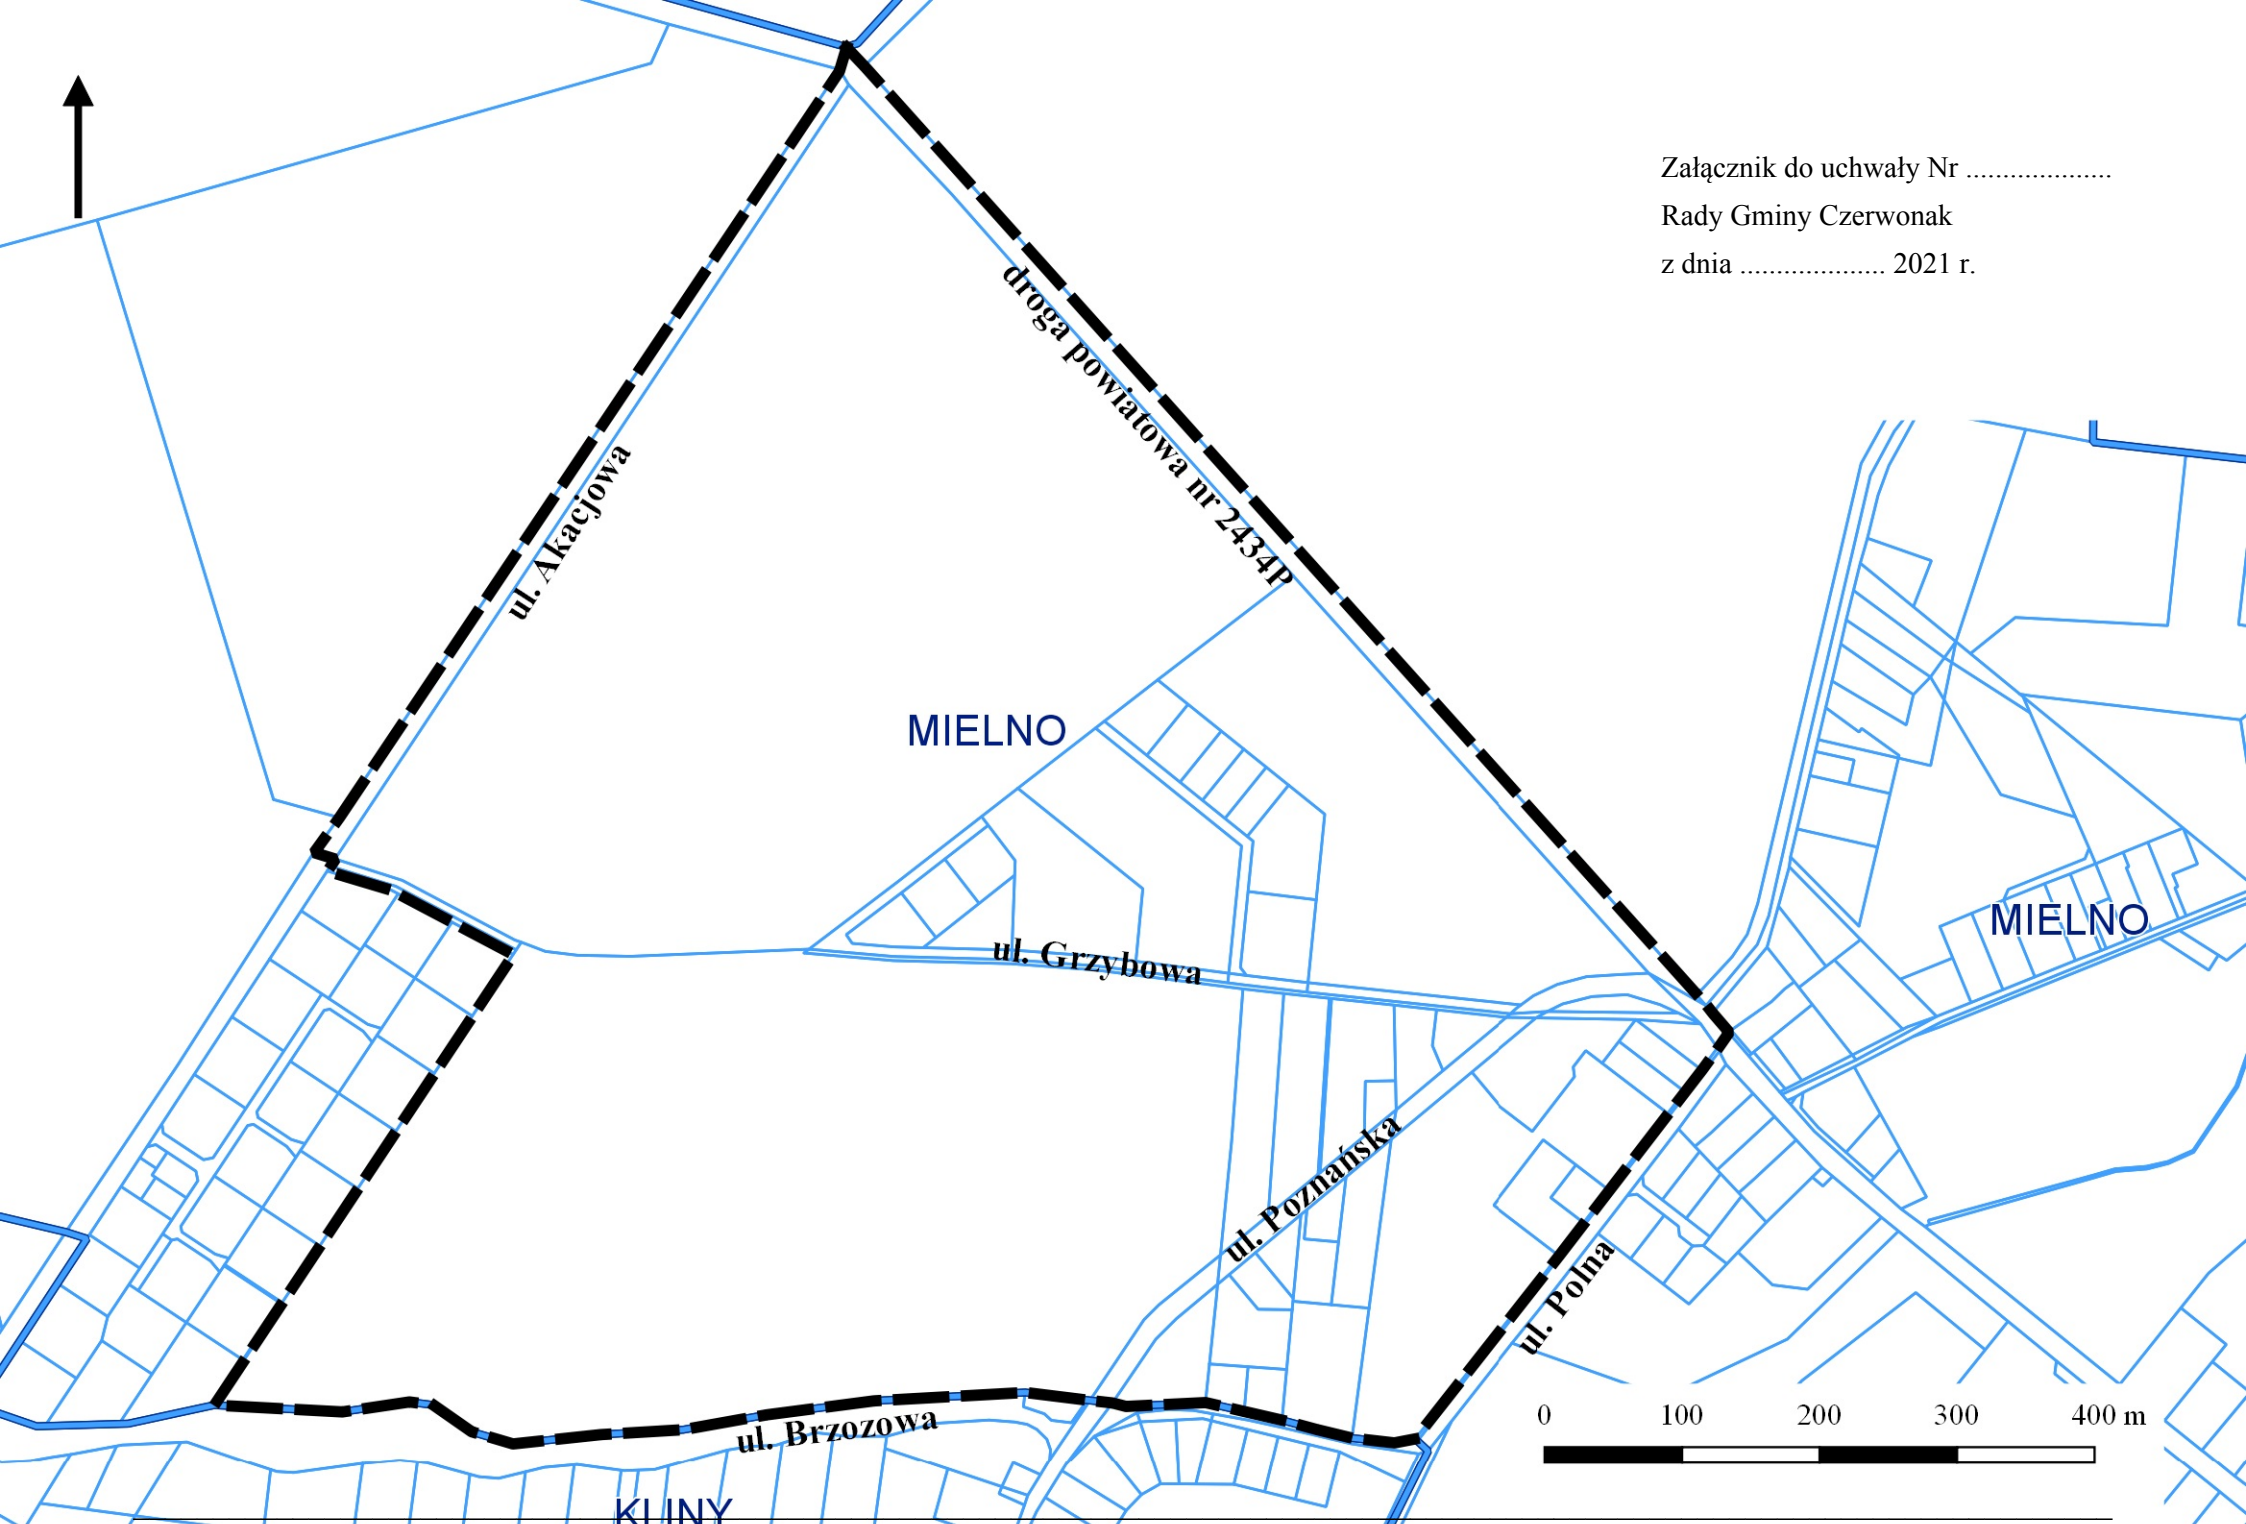 Załącznik do uchwały Nr ....................
Rady Gminy Czerwonak
z dnia .................... 2021 r.
droga powiatowa nr 2434P
ul. Akacjowa
MIELNO
MIELNO
ul. Grzybowa
ul. Poznańska
ul. Polna
ul. Brzozowa
0 100 200 300 400 m
KLINY